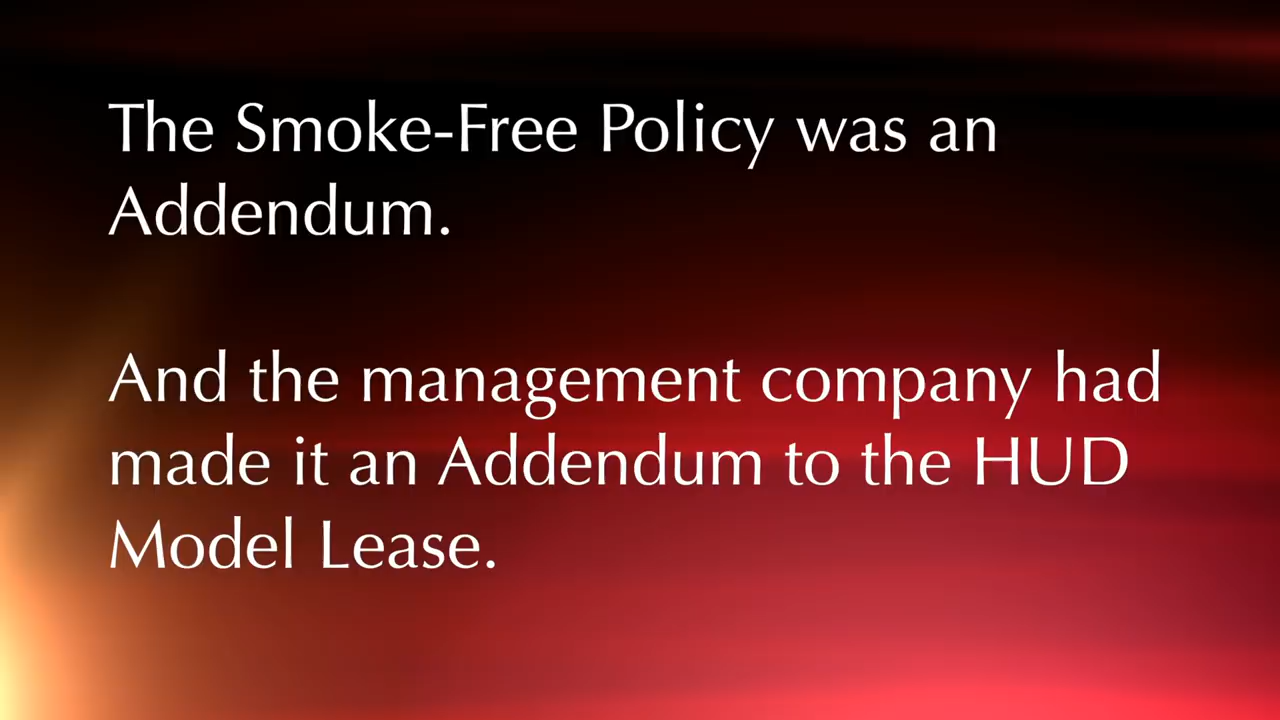 The Smoke-Free Policy was an
Addendum.
And the management company had
made it an Addendum to the HUD
Model Lease.